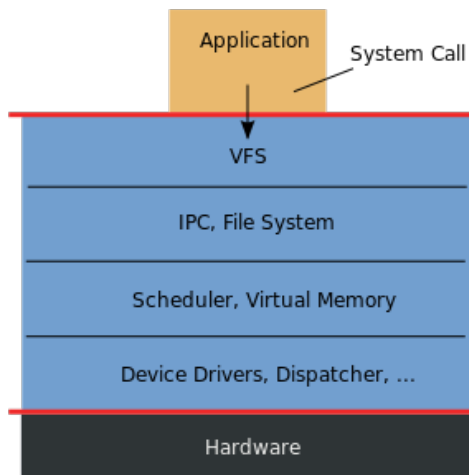 Application
System Call
VFS
IPC, File System
Scheduler, Virtual Memory
Device Drivers, Dispatcher, ...
Hardware